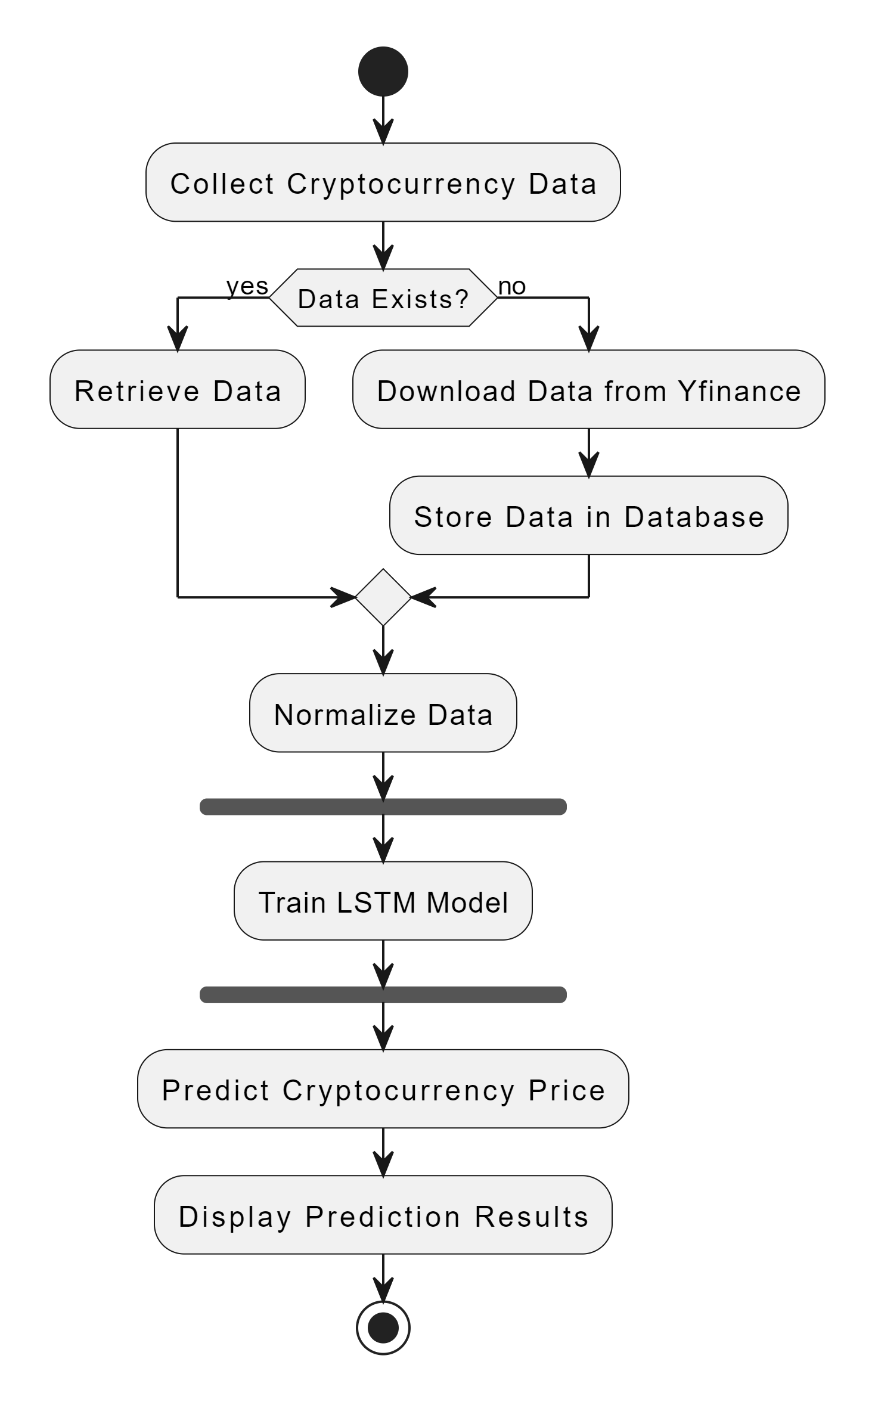 Collect Cryptocurrency Data
yes
Data Exists?
no
Retrieve Data
Download Data from Yfinance
Store Data in Database
Normalize Data
Train LSTM Model
Predict Cryptocurrency Price
Display Prediction Results